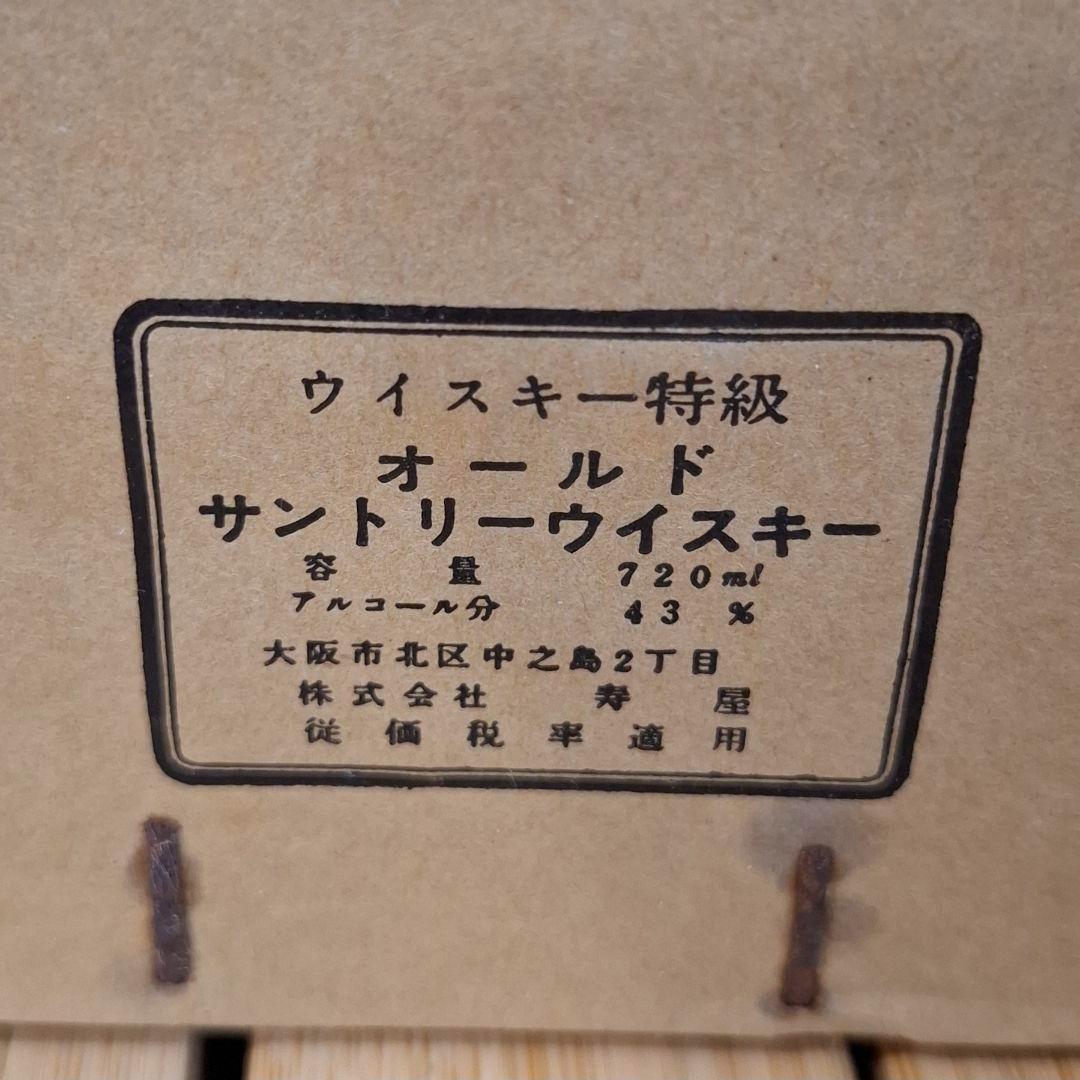 ウイスキー特級
オールド
サントリーウイスキー
容量 720ml
アルコール分 43 %
大阪市北区中之島2丁目
株式会社 寿屋
従価税率適用